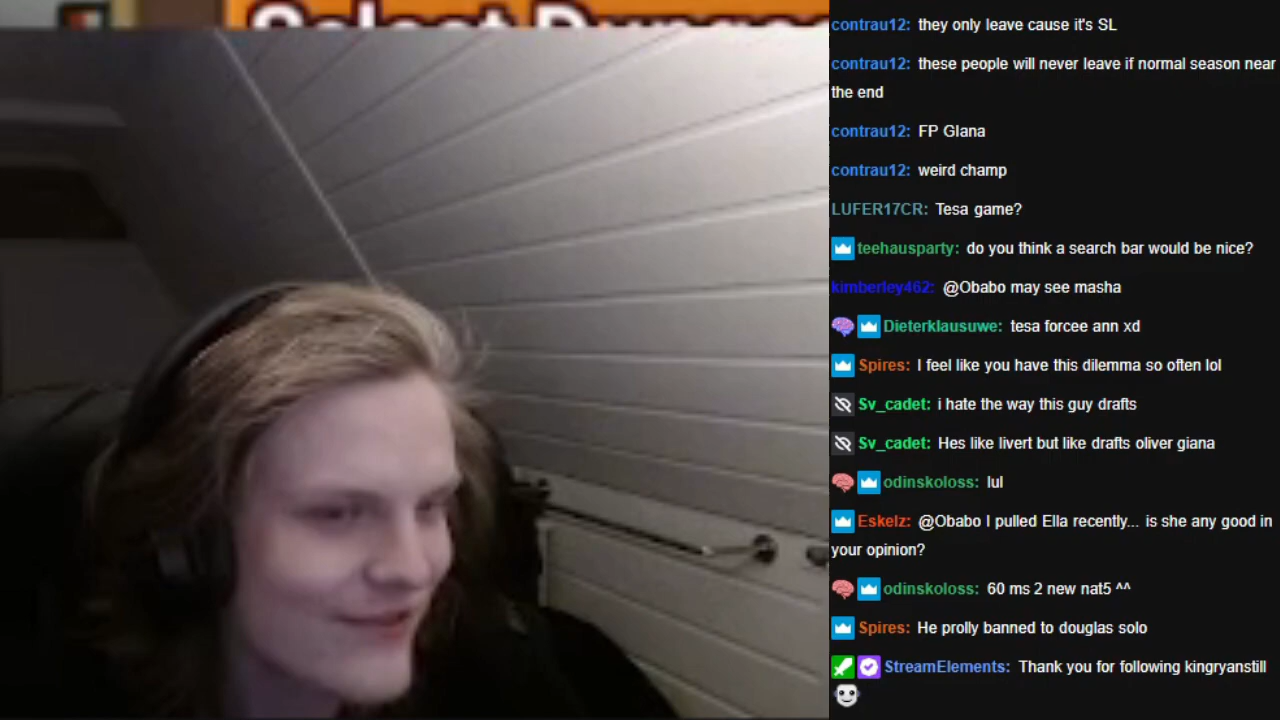 Select Dungeo
contrau12: they only leave cause it's SL
contrau12: these people will never leave if normal season near
the end
contrau12: FP GIana
contrau12: weird champ
LUFER17CR: Tesa game?
teehausparty: do you think a search bar would be nice?
kimberley462: @Obabo may see masha
Dieterklausuwe: tesa forcee ann xd
Spires: I feel like you have this dilemma so often lol
Sv_cadet: i hate the way this guy drafts
Sv_cadet: Hes like livert but like drafts oliver giana
odinskoloss: lul
Eskelz: @Obabo I pulled Ella recently... is she any good in
your opinion?
odinskoloss: 60 ms 2 new nat5 ^^
Spires: He prolly banned to douglas solo
StreamElements: Thank you for following kingryanstill